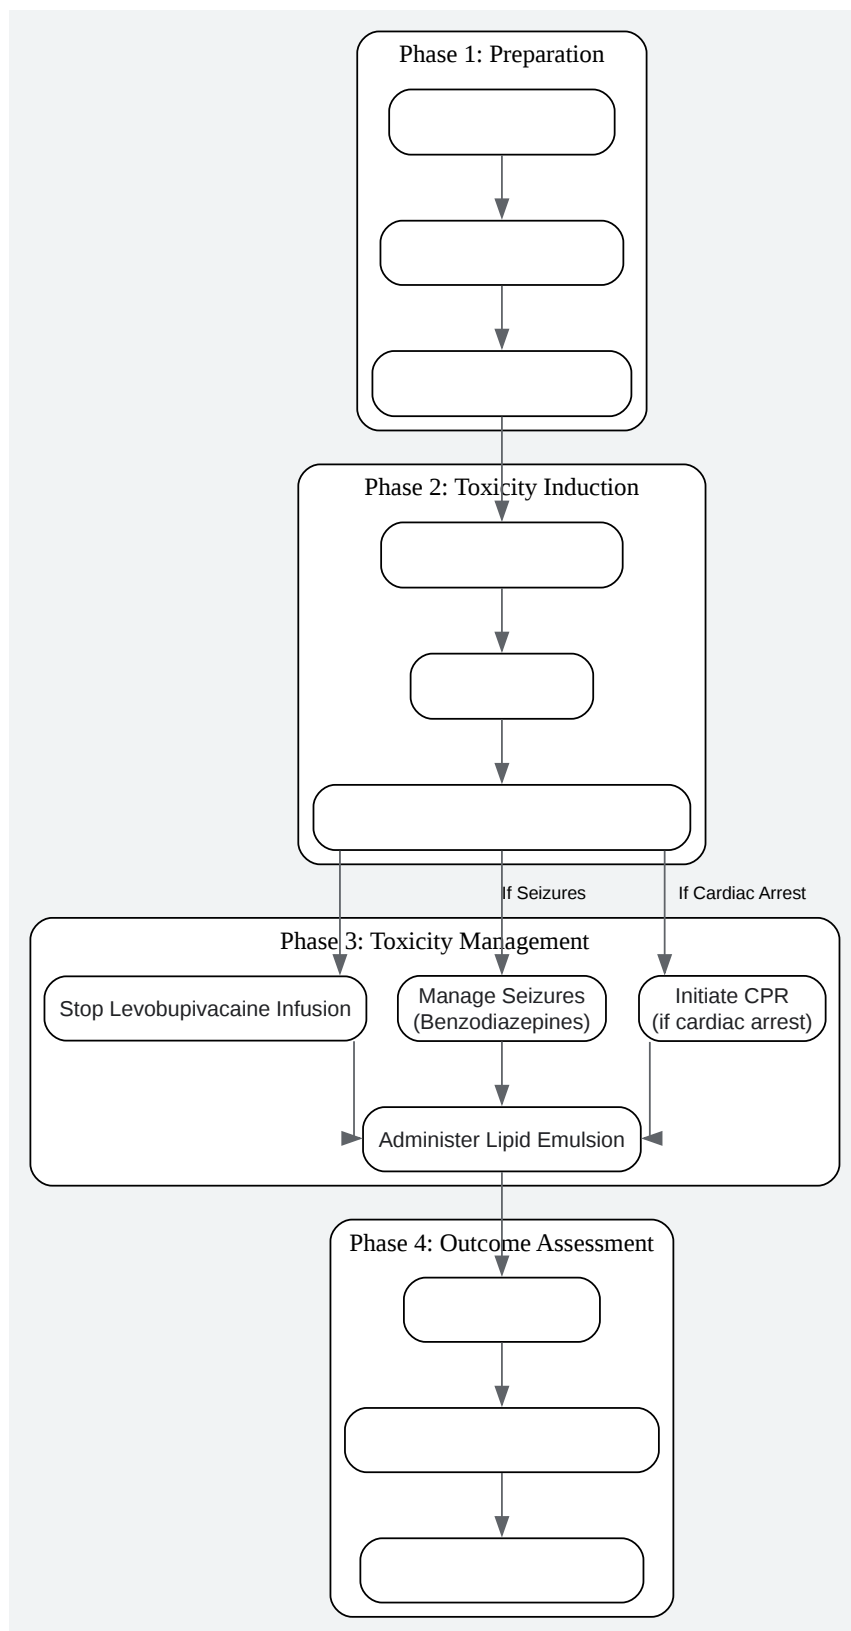 Phase 1: Preparation
Phase 2: Toxicity Induction
If Seizures
If Cardiac Arrest
Phase 3: Toxicity Management
Stop Levobupivacaine Infusion
Manage Seizures
(Benzodiazepines)
Initiate CPR
(if cardiac arrest)
Administer Lipid Emulsion
Phase 4: Outcome Assessment